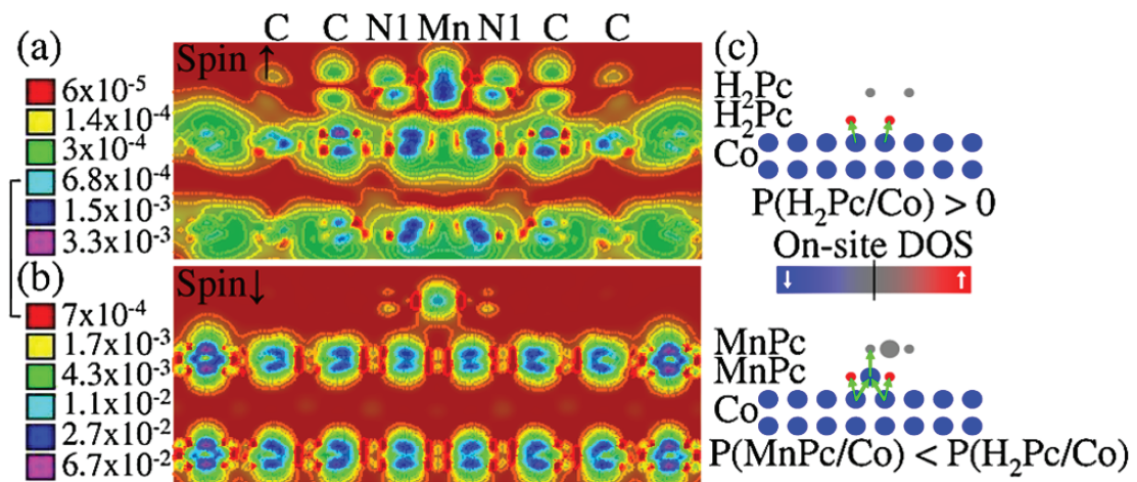 C C N1 Mn N1 C C
(a)
Spin ↑
6x10⁻⁵
1.4x10⁻⁴
3x10⁻⁴
6.8x10⁻⁴
1.5x10⁻³
3.3x10⁻³
(b)
Spin↓
7x10⁻⁴
1.7x10⁻³
4.3x10⁻³
1.1x10⁻²
2.7x10⁻²
6.7x10⁻²
(c)
H₂Pc
H₂Pc
Co
P(H₂Pc/Co) > 0
On-site DOS
↓ ↑
MnPc
MnPc
Co
P(MnPc/Co) < P(H₂Pc/Co)